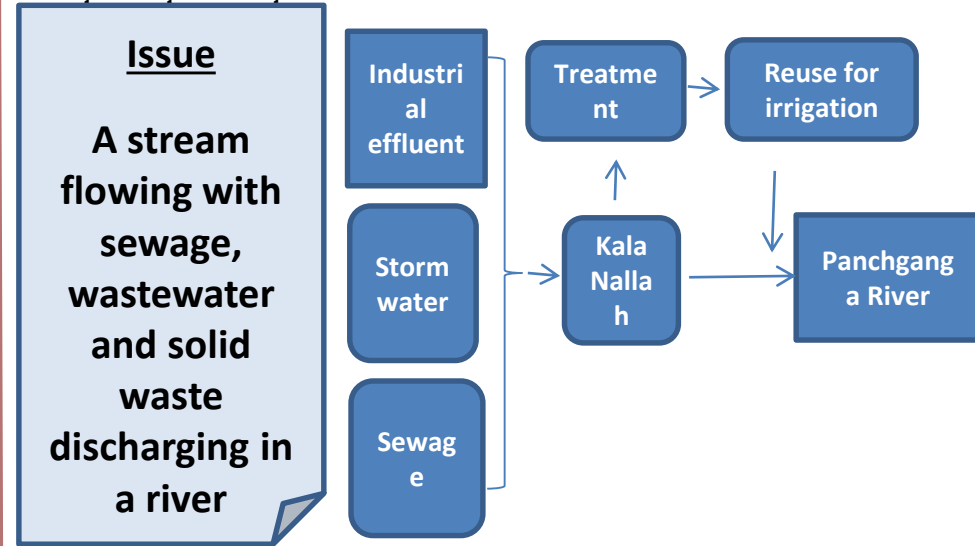 Issue
A stream
flowing with
sewage,
wastewater
and solid
waste
discharging in
a river
Industri
al
effluent
Storm
water
Sewag
e
Treatme
nt
Reuse for
irrigation
Kala
Nalla
h
Panchgang
a River